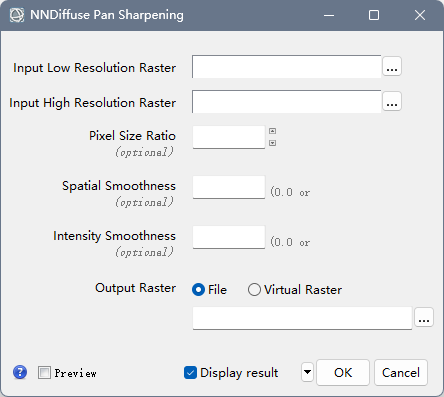 NNDiffuse Pan Sharpening
Input Low Resolution Raster
...
Input High Resolution Raster
...
Pixel Size Ratio
(optional)
Spatial Smoothness
(optional)
(0.0 or
Intensity Smoothness
(optional)
(0.0 or
Output Raster
File
Virtual Raster
...
?
Preview
Display result
OK
Cancel